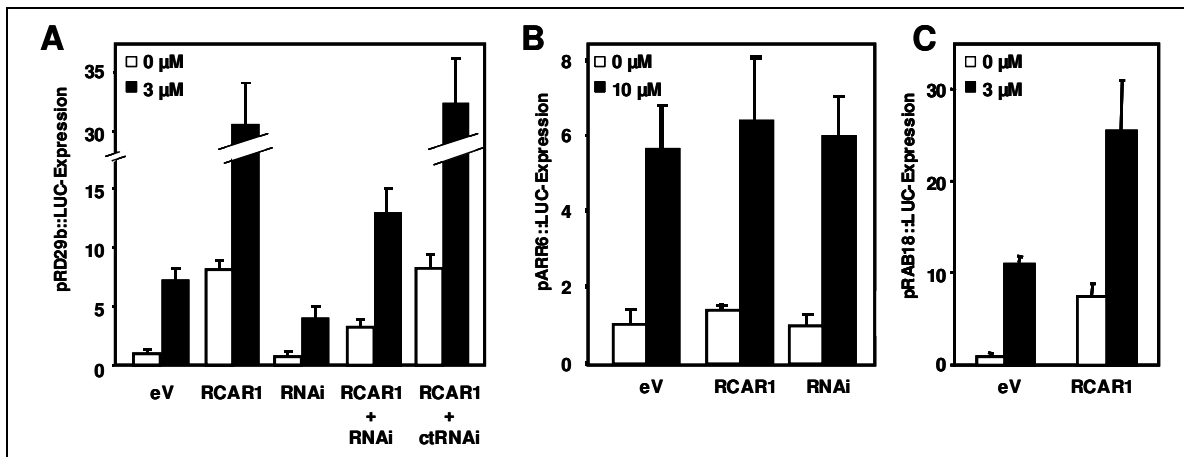 A
0 µM
3 µM
pRD29b::LUC-Expression
35
30
15
10
5
0
eV RCAR1 RNAi RCAR1 + RNAi RCAR1 + ctRNAi
B
0 µM
10 µM
pARR6::LUC-Expression
8
6
4
2
0
eV RCAR1 RNAi
C
0 µM
3 µM
pRAB18::LUC-Expression
30
20
10
0
eV RCAR1